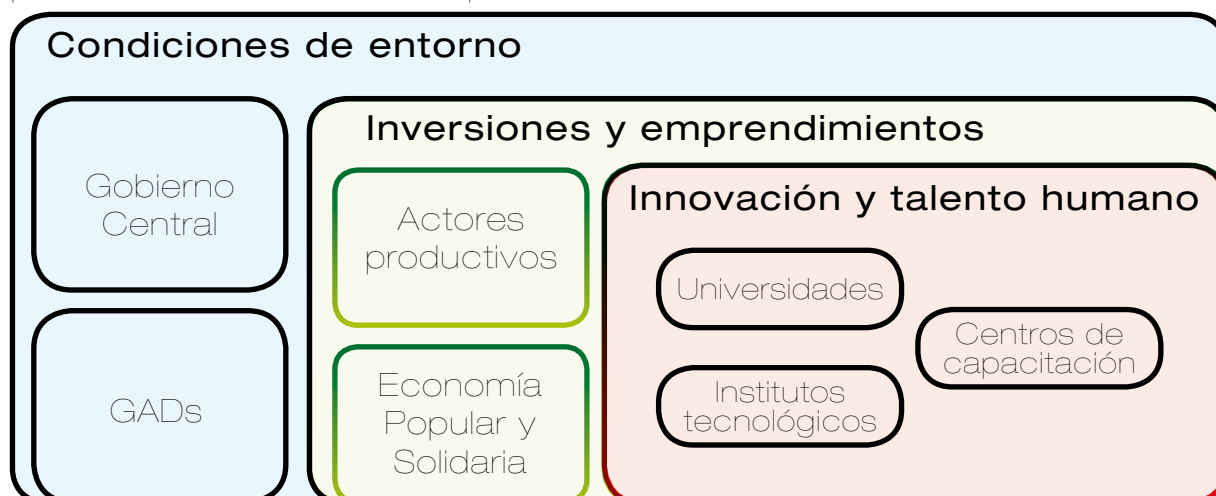 Condiciones de entorno
Gobierno
Central
GADs
Inversiones y emprendimientos
Actores
productivos
Economía
Popular y
Solidaria
Innovación y talento humano
Universidades
Institutos
tecnológicos
Centros de
capacitación